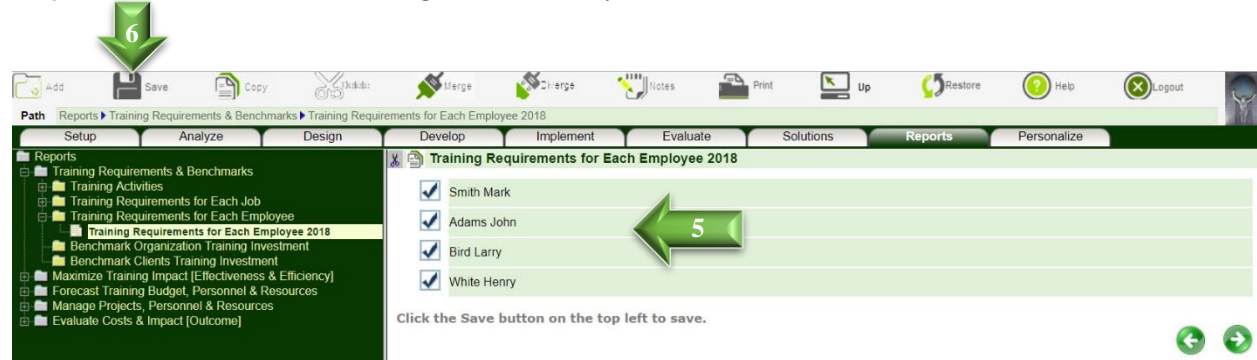 6
Add Save Copy Delete Merge Diverge Notes Print Up Restore Help Logout
Path Reports Training Requirements & Benchmarks Training Requirements for Each Employee 2018
Setup Analyze Design Develop Implement Evaluate Solutions Reports Personalize
Reports
Training Requirements & Benchmarks
Training Activities
Training Requirements for Each Job
Training Requirements for Each Employee
Training Requirements for Each Employee 2018
Benchmark Organization Training Investment
Benchmark Clients Training Investment
Maximize Training Impact [Effectiveness & Efficiency]
Forecast Training Budget, Personnel & Resources
Manage Projects, Personnel & Resources
Evaluate Costs & Impact [Outcome]
Training Requirements for Each Employee 2018
Smith Mark
Adams John
5
Bird Larry
White Henry
Click the Save button on the top left to save.